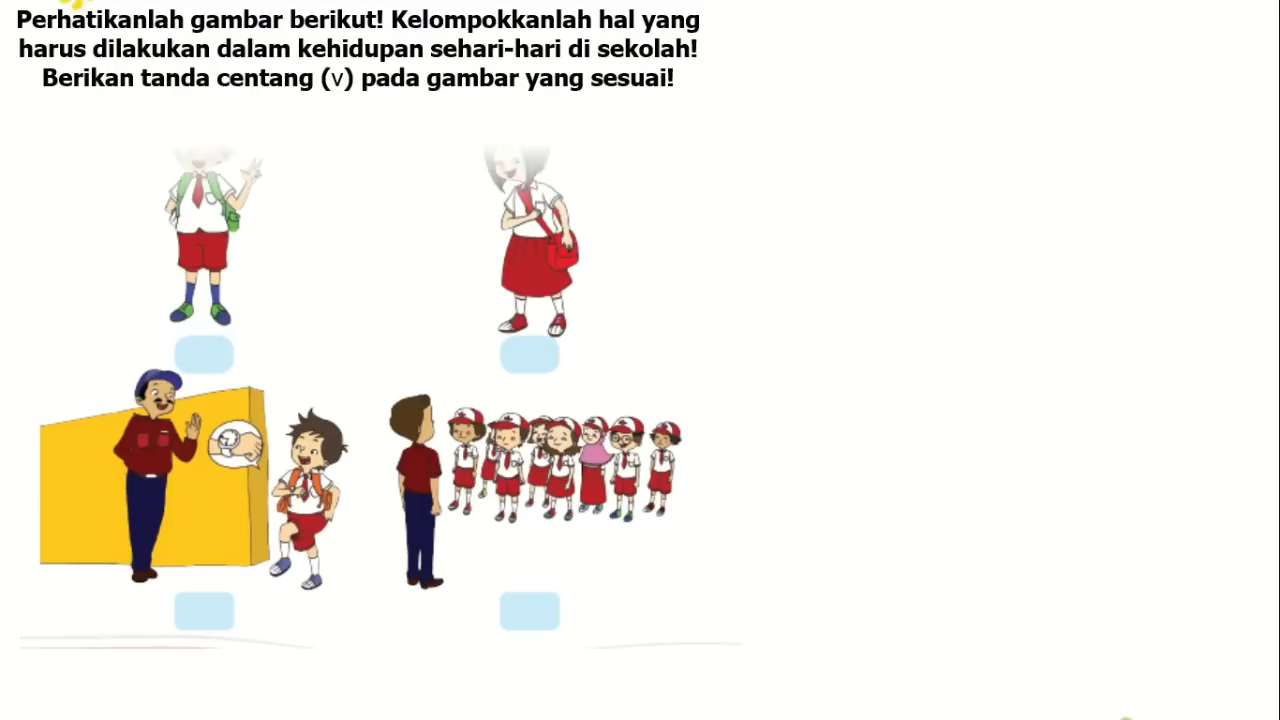 Perhatikanlah gambar berikut! Kelompokkanlah hal yang
harus dilakukan dalam kehidupan sehari-hari di sekolah!
Berikan tanda centang (v) pada gambar yang sesuai!